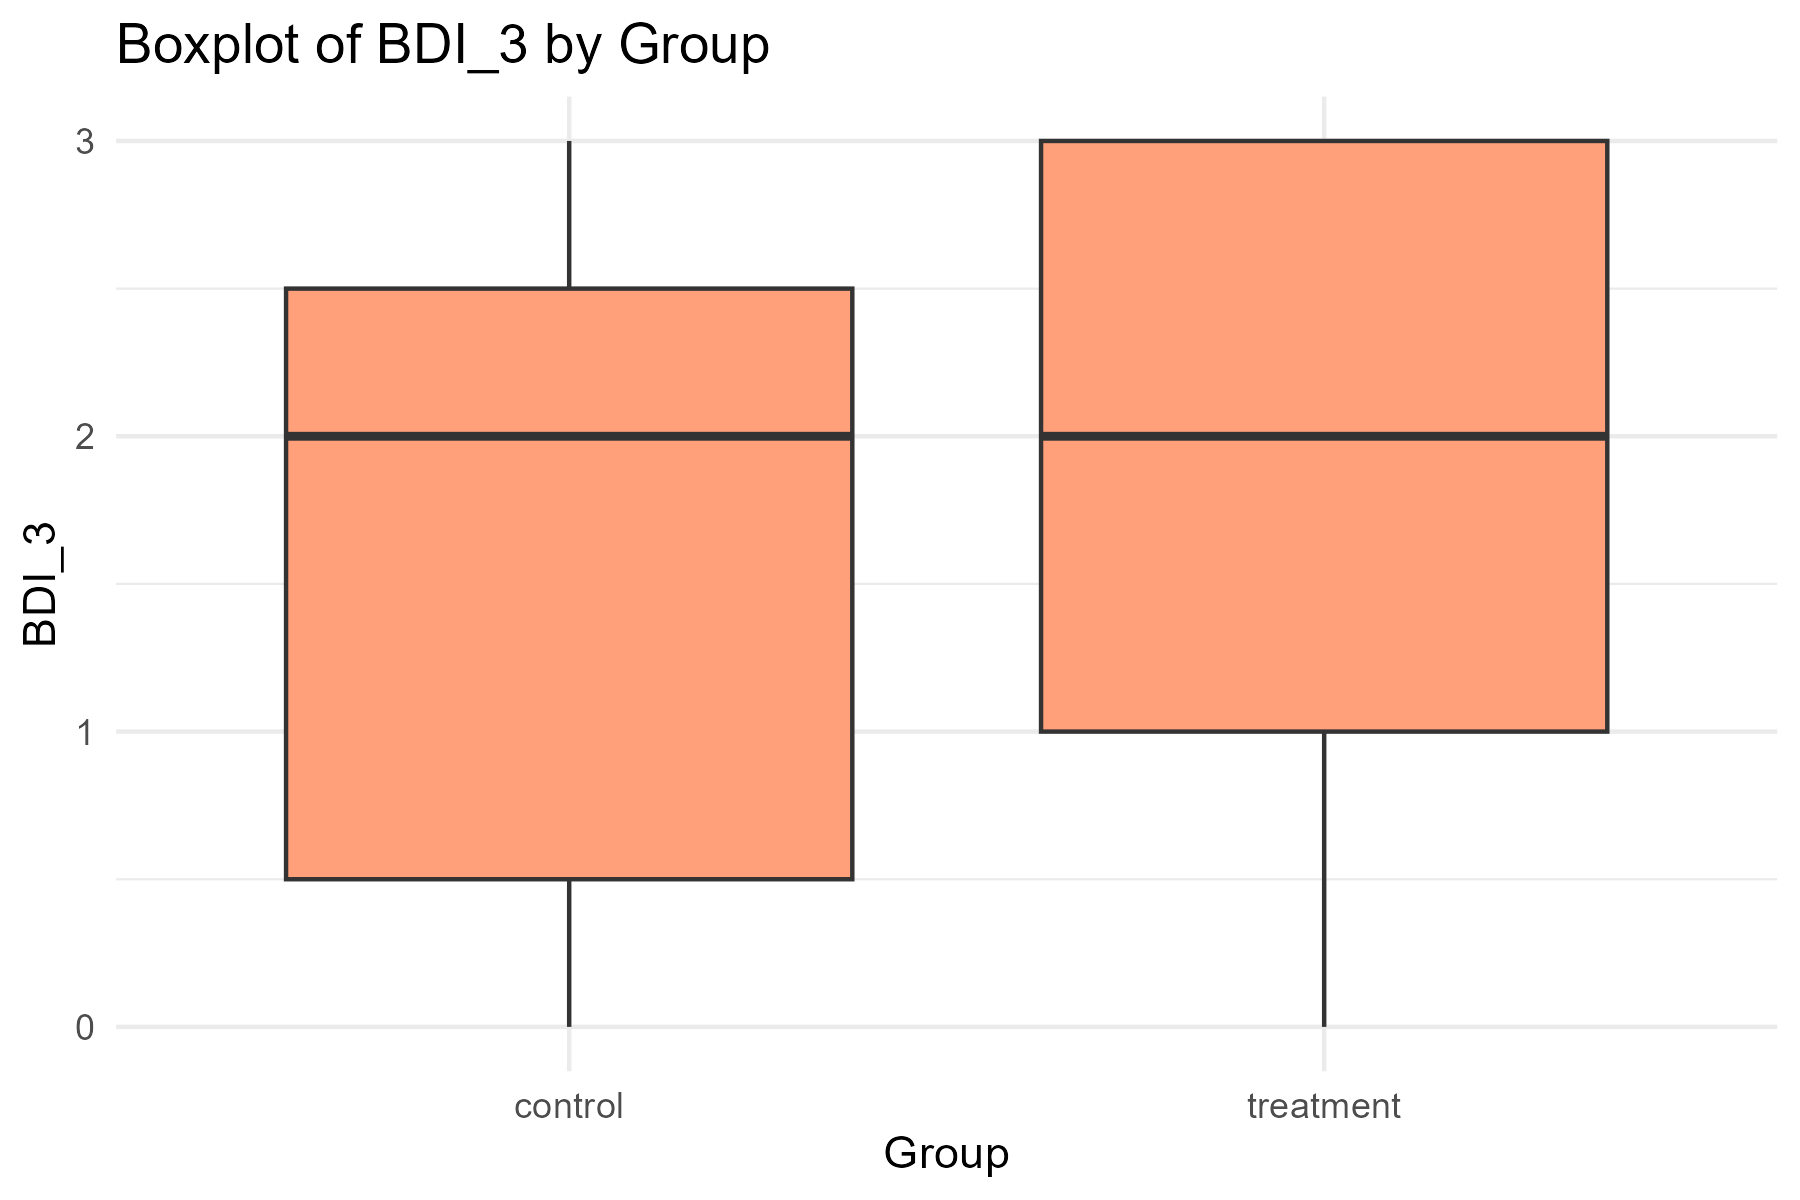 Boxplot of BDI_3 by Group
3
2
1
0
BDI_3
control treatment
Group